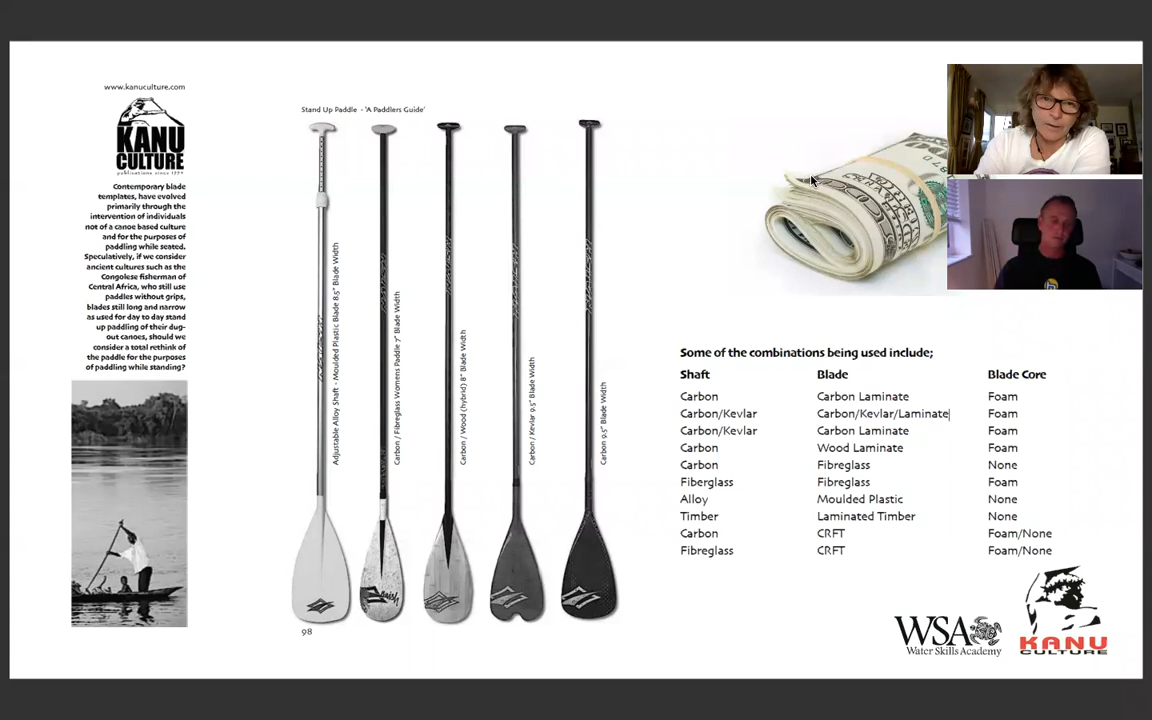 www.kanuculture.com
KANU
CULTURE
publications since 1994
Contemporary blade
templates, have evolved
primarily through the
intervention of individuals
not of a canoe based culture
and for the purposes of
paddling while seated.
Speculatively, if we consider
ancient cultures such as the
Congolese fisherman of
Central Africa, who still use
paddles without grips,
blades still long and narrow
as used for day to day stand
up paddling of their dug-
out canoes, should we
consider a total rethink of
the paddle for the purposes
of paddling while standing?
Stand Up Paddle - 'A Paddlers Guide'
Adjustable Alloy Shaft - Moulded Plastic Blade 8.5" Blade Width
Carbon / Fibreglass Womens Paddle 7" Blade Width
Carbon / Wood (hybrid) 8" Blade Width
Carbon / Kevlar 9.5" Blade Width
Carbon 9.5" Blade Width
Naish
98
Some of the combinations being used include;
Shaft Blade Blade Core
Carbon Carbon Laminate Foam
Carbon/Kevlar Carbon/Kevlar/Laminate Foam
Carbon/Kevlar Carbon Laminate Foam
Carbon Wood Laminate Foam
Carbon Fibreglass None
Fiberglass Fibreglass Foam
Alloy Moulded Plastic None
Timber Laminated Timber None
Carbon CRFT Foam/None
Fibreglass CRFT Foam/None
WSA
Water Skills Academy
KANU
CULTURE